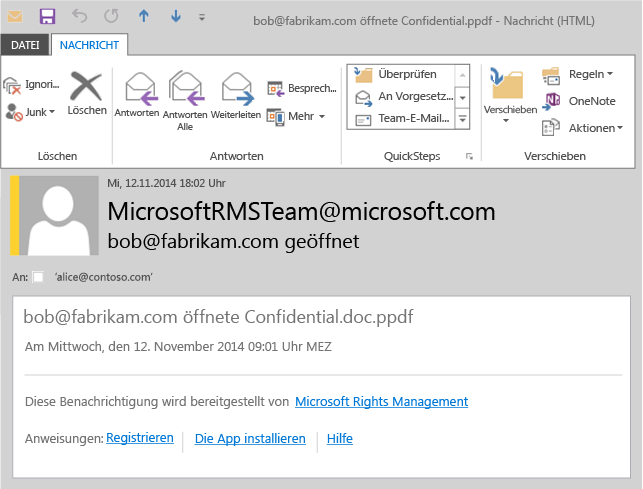 bob@fabrikam.com öffnete Confidential.ppdf - Nachricht (HTML)
DATEI NACHRICHT
Ignori...
Junk
Löschen
Löschen
Antworten
Antworten Alle
Weiterleiten
Besprech...
Mehr
Antworten
Überprüfen
An Vorgesetz...
Team-E-Mail...
QuickSteps
Verschieben
Regeln
OneNote
Aktionen
Verschieben
Mi, 12.11.2014 18:02 Uhr
MicrosoftRMSTeam@microsoft.com
bob@fabrikam.com geöffnet
An: 'alice@contoso.com'
bob@fabrikam.com öffnete Confidential.doc.ppdf
Am Mittwoch, den 12. November 2014 09:01 Uhr MEZ
Diese Benachrichtigung wird bereitgestellt von Microsoft Rights Management
Anweisungen: Registrieren Die App installieren Hilfe